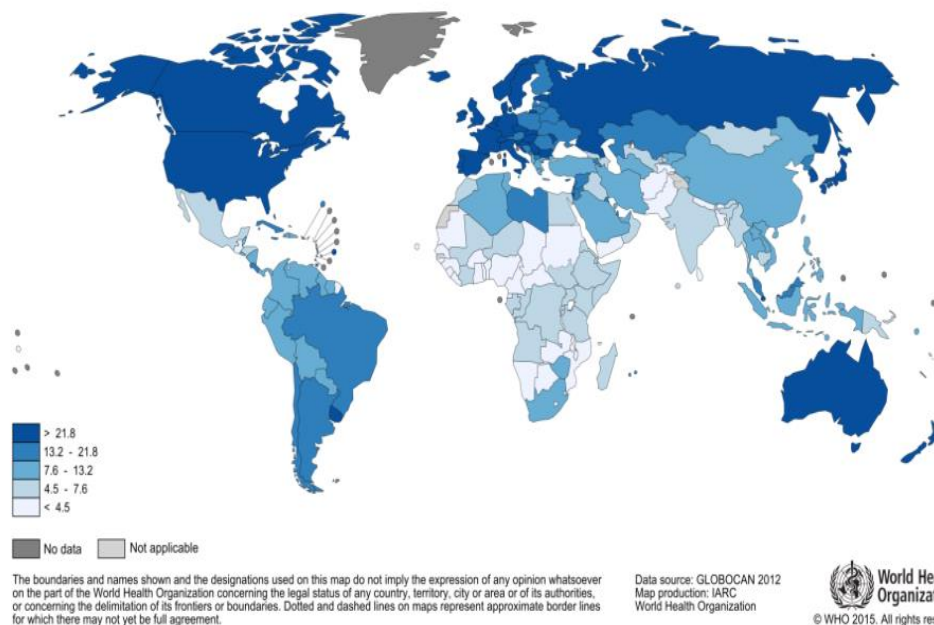 > 21.8
13.2 - 21.8
7.6 - 13.2
4.5 - 7.6
< 4.5
No data
Not applicable
The boundaries and names shown and the designations used on this map do not imply the expression of any opinion whatsoever
on the part of the World Health Organization concerning the legal status of any country, territory, city or area or of its authorities,
or concerning the delimitation of its frontiers or boundaries. Dotted and dashed lines on maps represent approximate border lines
for which there may not yet be full agreement.
Data source: GLOBOCAN 2012
Map production: IARC
World Health Organization
World He
Organiza
© WHO 2015. All rights res